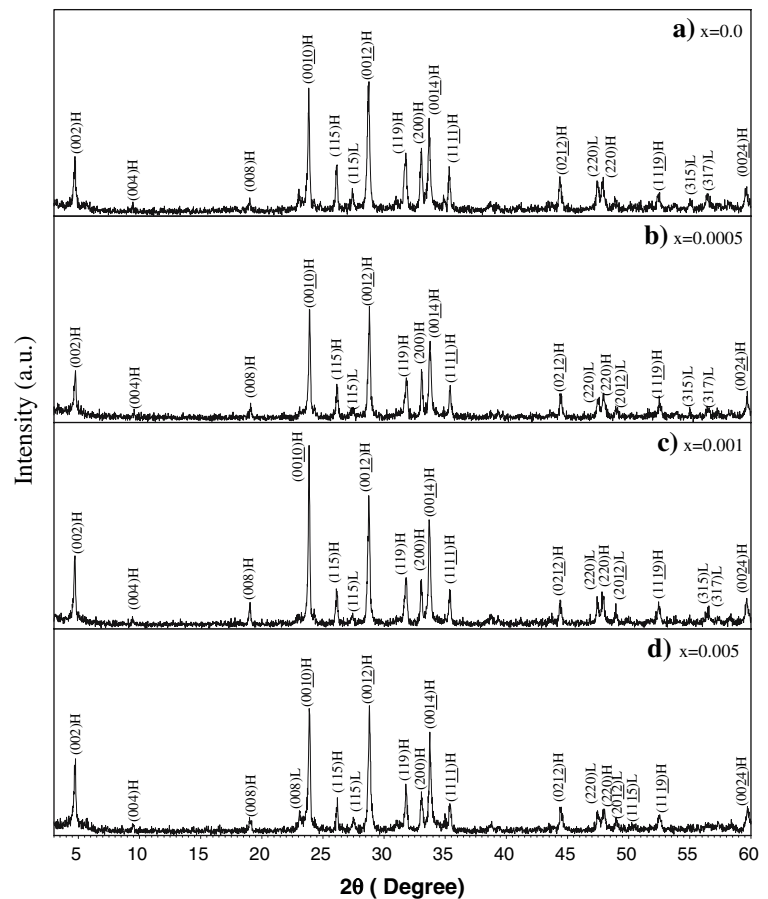 a) x=0.0
(002)H
(004)H
(008)H
(0010)H
(115)H
(115)L
(0012)H
(119)H
(200)H
(0014)H
(1111)H
(0212)H
(220)L
(220)H
(1119)H
(315)L
(317)L
(0024)H
b) x=0.0005
(002)H
(004)H
(008)H
(0010)H
(115)H
(115)L
(0012)H
(119)H
(200)H
(0014)H
(1111)H
(0212)H
(220)L
(220)H
(2012)L
(1119)H
(315)L
(317)L
(0024)H
c) x=0.001
(002)H
(004)H
(008)H
(0010)H
(115)H
(115)L
(0012)H
(119)H
(200)H
(0014)H
(1111)H
(0212)H
(220)L
(220)H
(2012)L
(1119)H
(315)L
(317)L
(0024)H
d) x=0.005
(002)H
(004)H
(008)H
(008)L
(0010)H
(115)H
(115)L
(0012)H
(119)H
(200)H
(0014)H
(1111)H
(0212)H
(220)L
(220)H
(2012)L
(1115)L
(1119)H
(0024)H
Intensity (a.u.)
5 10 15 20 25 30 35 40 45 50 55 60
2θ ( Degree)